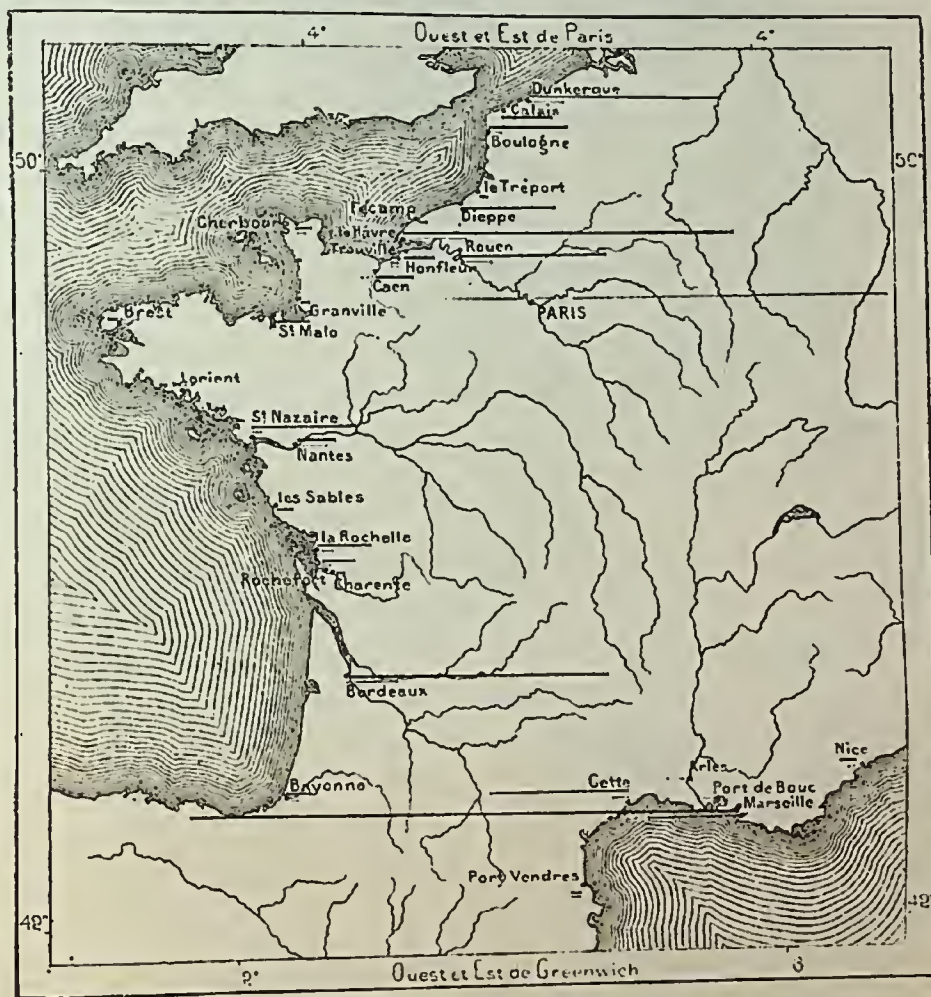 Ouest et Est de Paris
4°
4°
Dunkerque
Calais
Boulogne
50°
50°
le Tréport
Fécamp
Dieppe
Cherbourg
le Hâvre
Trouville
Rouen
Honfleur
Caen
PARIS
Brest
Granville
St Malo
Lorient
St Nazaire
Nantes
les Sables
la Rochelle
Rochefort
Charente
Bordeaux
Nice
Arles
Bayonne
Cette
Port de Bouc
Marseille
Port Vendres
42°
42°
2°
6°
Ouest et Est de Greenwich